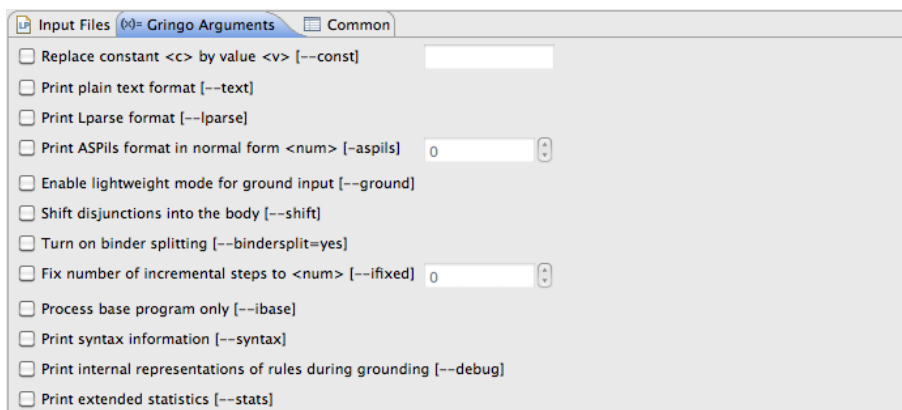 LP Input Files (x)= Gringo Arguments Common
Replace constant <c> by value <v> [--const]
Print plain text format [--text]
Print Lparse format [--lparse]
Print ASPils format in normal form <num> [-aspils] 0
Enable lightweight mode for ground input [--ground]
Shift disjunctions into the body [--shift]
Turn on binder splitting [--bindersplit=yes]
Fix number of incremental steps to <num> [--ifixed] 0
Process base program only [--ibase]
Print syntax information [--syntax]
Print internal representations of rules during grounding [--debug]
Print extended statistics [--stats]